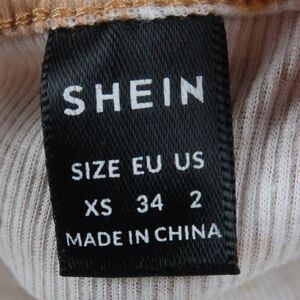 SHEIN
SIZE EU US
XS 34 2
MADE IN CHINA